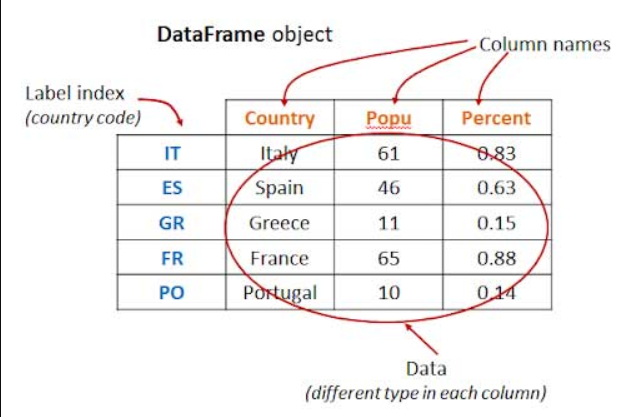 DataFrame object
Column names
Label index
(country code)
Country Popu Percent
IT Italy 61 0.83
ES Spain 46 0.63
GR Greece 11 0.15
FR France 65 0.88
PO Portugal 10 0.14
Data
(different type in each column)